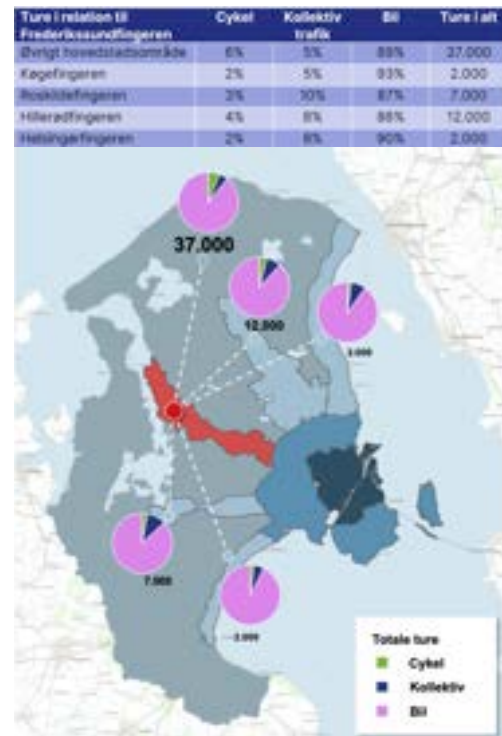 Ture i relation til Frederikssundfingeren Cykel Kollektiv trafik Bil Ture i alt
Øvrigt hovedstadsområde 6% 5% 89% 37.000
Køgefingeren 2% 5% 93% 2.000
Roskildefingeren 3% 10% 87% 7.000
Hillerødfingeren 4% 8% 88% 12.000
Helsingørfingeren 2% 8% 90% 2.000
37.000
12.000
2.000
7.000
2.000
Totale ture
Cykel
Kollektiv
Bil